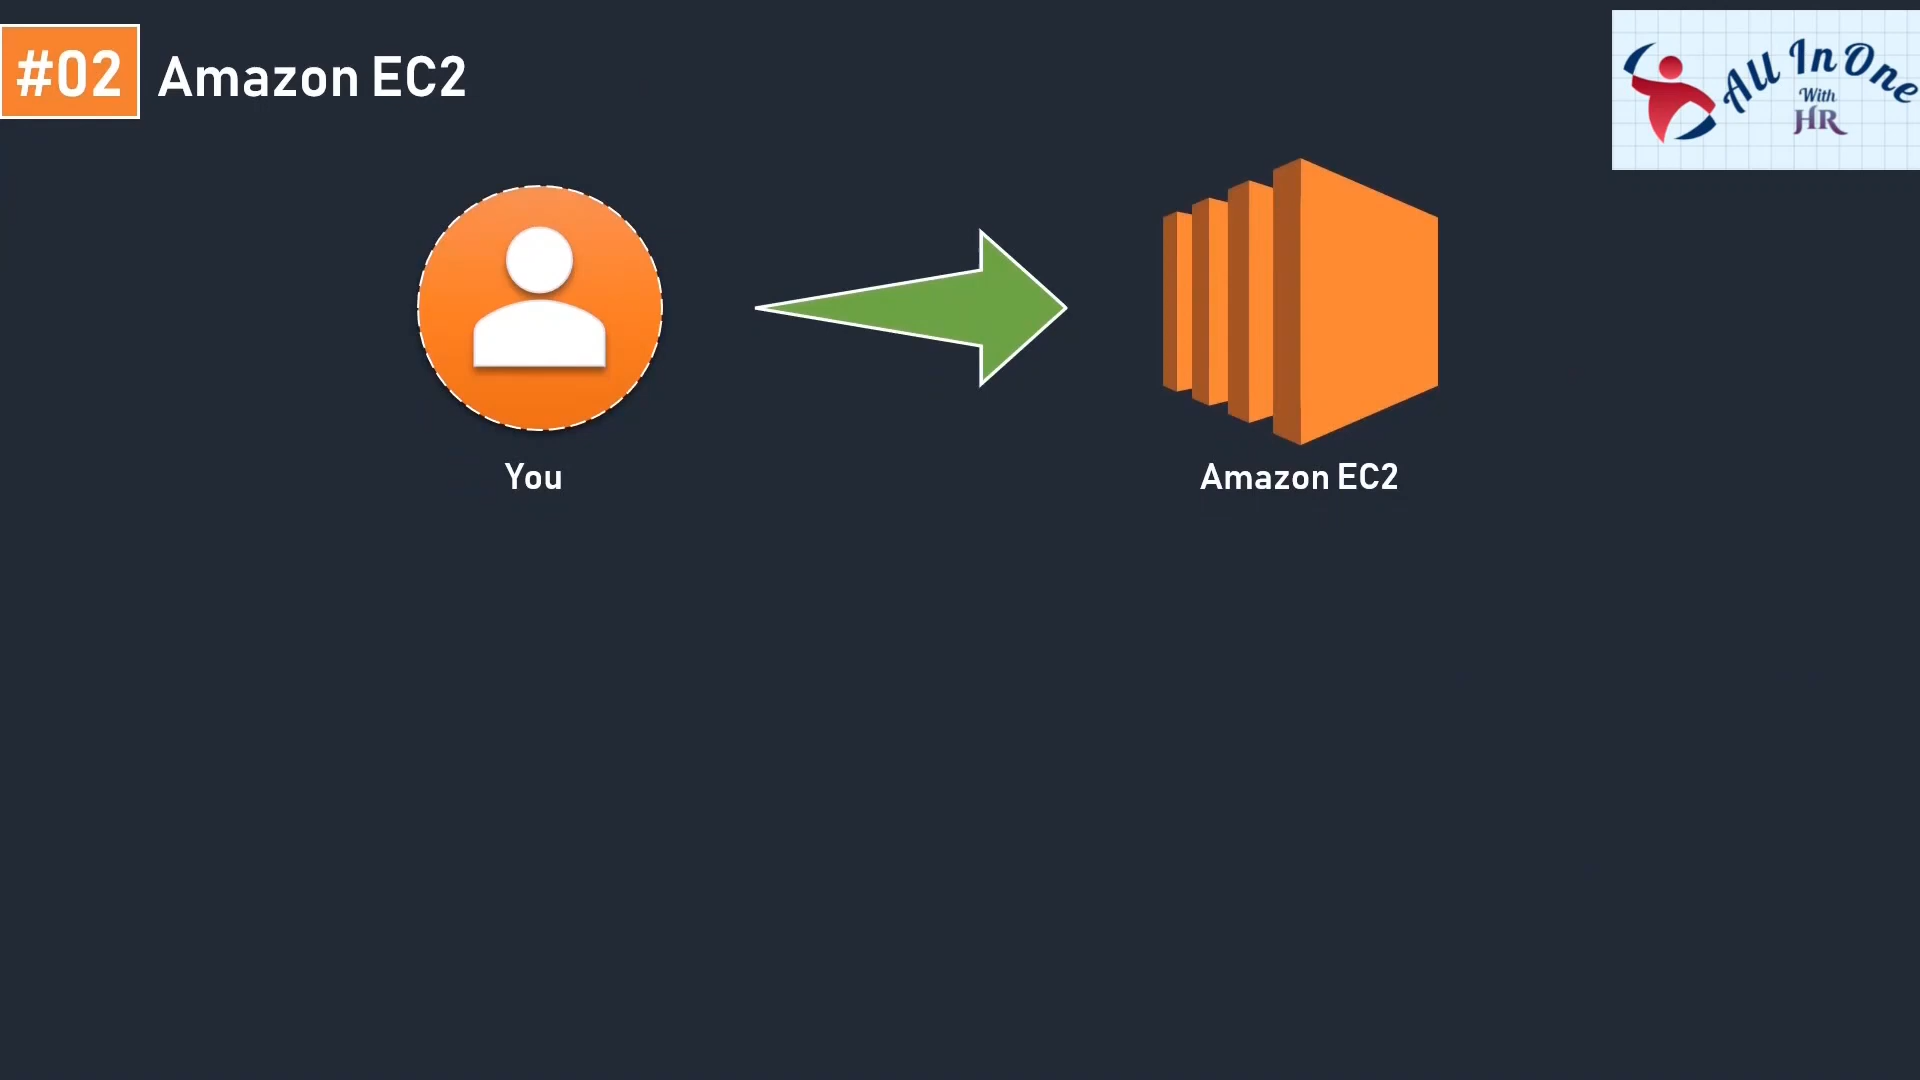 #02 Amazon EC2
All In One
With
HR
You
Amazon EC2